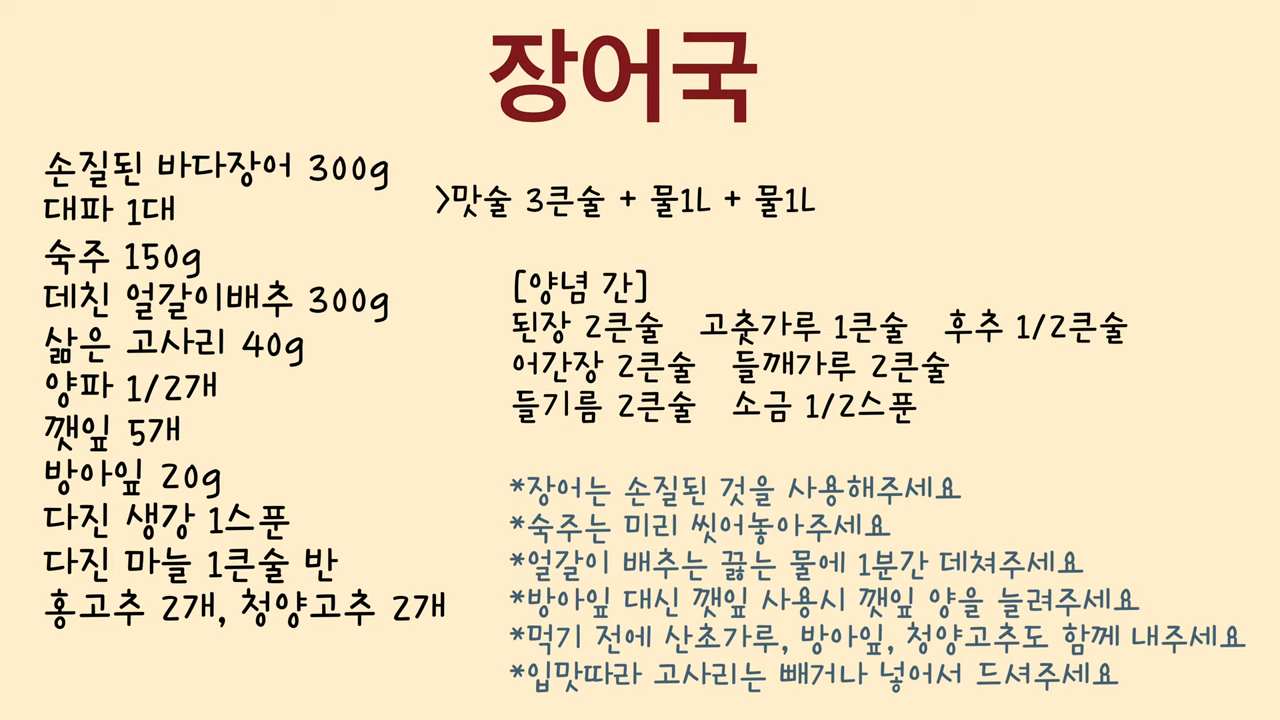 장어국
손질된 바다장어 300g
대파 1대
숙주 150g
데친 얼갈이배추 300g
삶은 고사리 40g
양파 1/2개
깻잎 5개
방아잎 20g
다진 생강 1스푼
다진 마늘 1큰술 반
홍고추 2개, 청양고추 2개
>맛술 3큰술 + 물1L + 물1L
[양념 간]
된장 2큰술 고춧가루 1큰술 후추 1/2큰술
어간장 2큰술 들깨가루 2큰술
들기름 2큰술 소금 1/2스푼
*장어는 손질된 것을 사용해주세요
*숙주는 미리 씻어놓아주세요
*얼갈이 배추는 끓는 물에 1분간 데쳐주세요
*방아잎 대신 깻잎 사용시 깻잎 양을 늘려주세요
*먹기 전에 산초가루, 방아잎, 청양고추도 함께 내주세요
*입맛따라 고사리는 빼거나 넣어서 드셔주세요